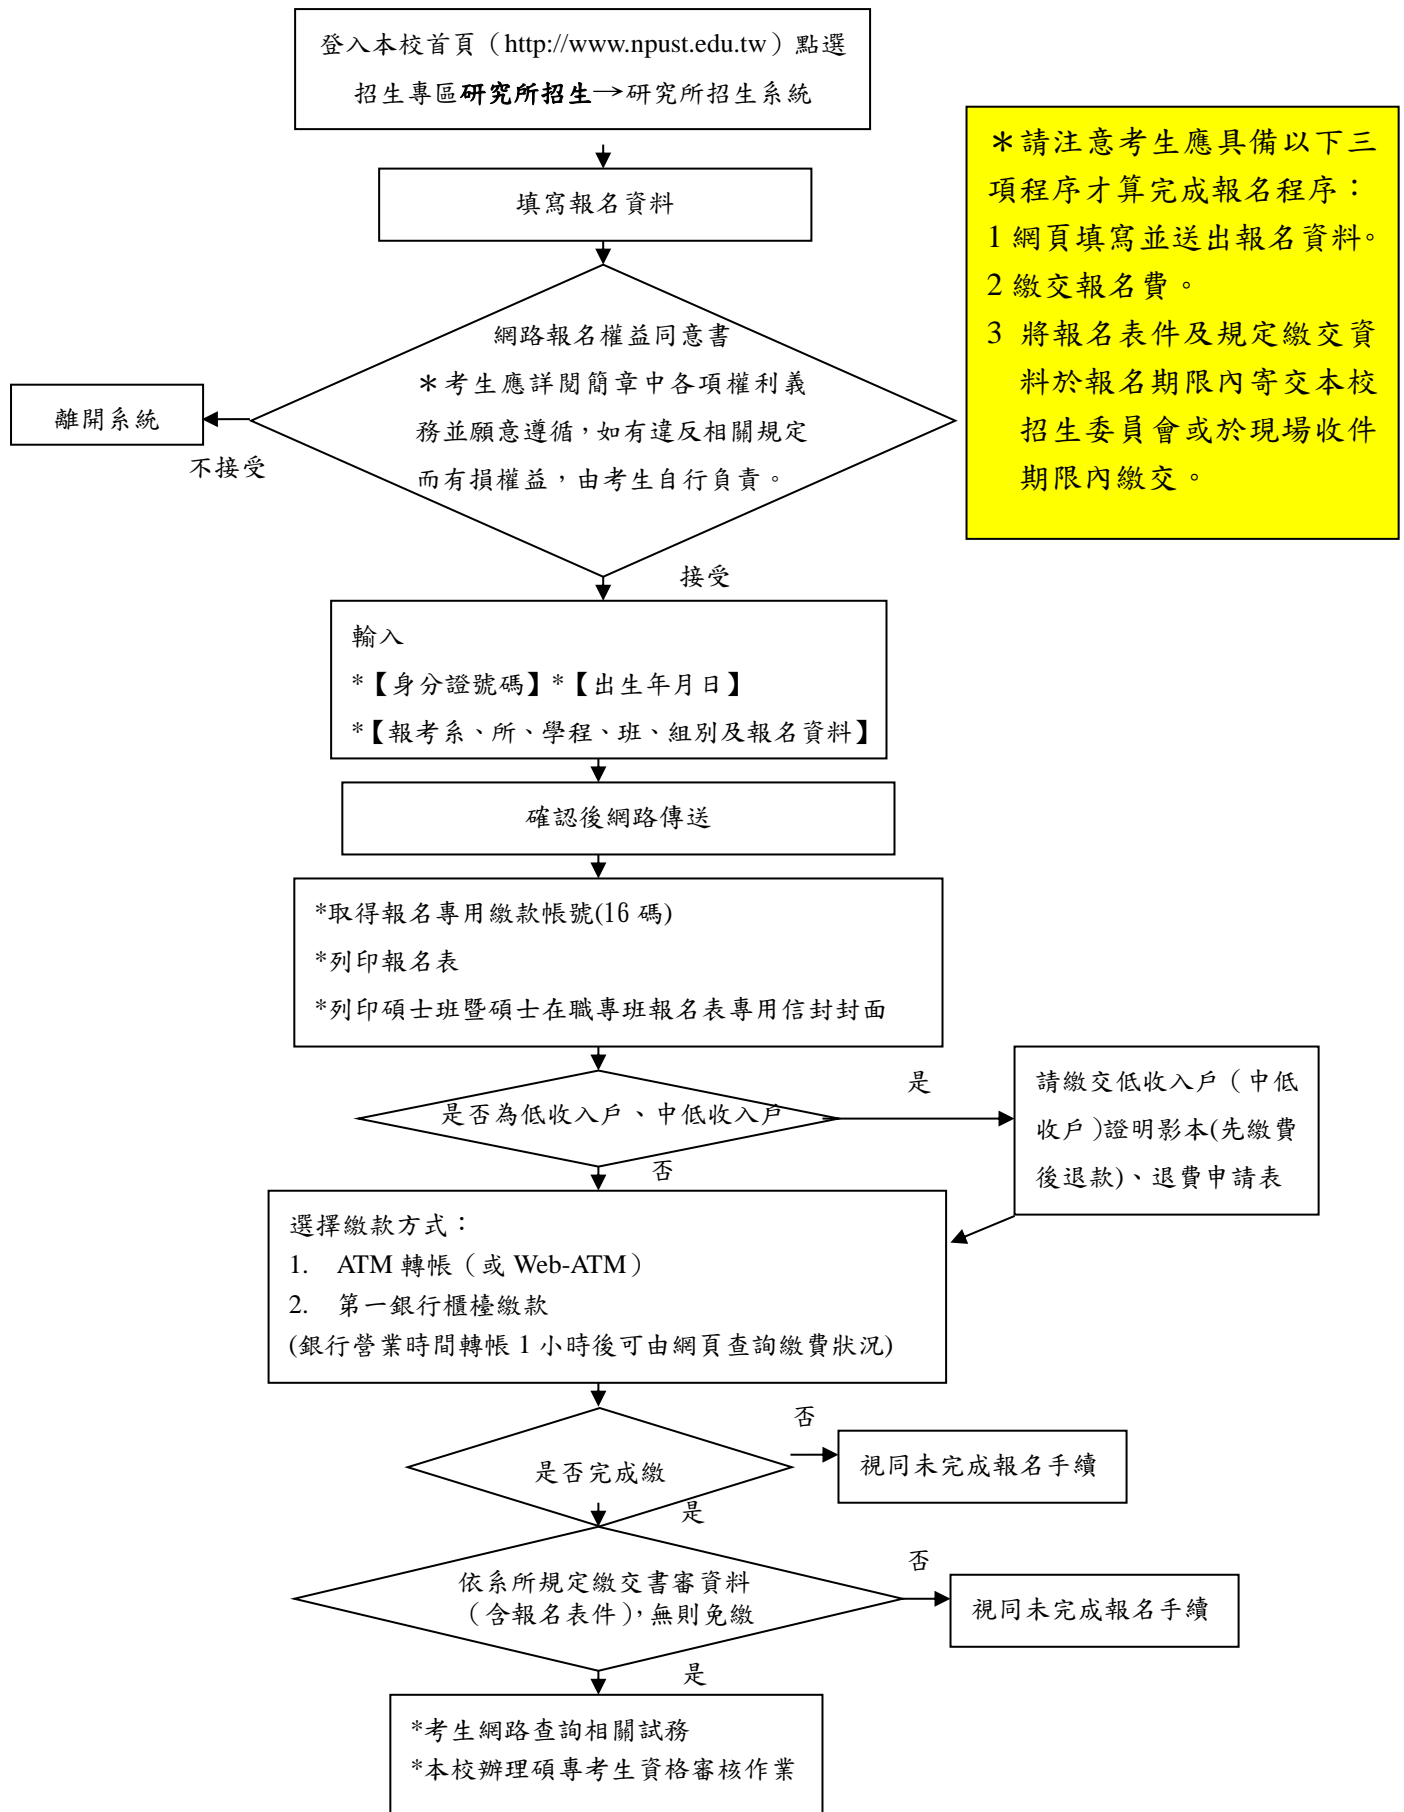 登入本校首頁（http://www.npust.edu.tw）點選
招生專區研究所招生→研究所招生系統
＊請注意考生應具備以下三
項程序才算完成報名程序：
1 網頁填寫並送出報名資料。
2 繳交報名費。
3 將報名表件及規定繳交資
料於報名期限內寄交本校
招生委員會或於現場收件
期限內繳交。
填寫報名資料
網路報名權益同意書
＊考生應詳閱簡章中各項權利義
務並願意遵循，如有違反相關規定
而有損權益，由考生自行負責。
離開系統
不接受
接受
輸入
*【身分證號碼】*【出生年月日】
*【報考系、所、學程、班、組別及報名資料】
確認後網路傳送
*取得報名專用繳款帳號(16 碼)
*列印報名表
*列印碩士班暨碩士在職專班報名表專用信封封面
是否為低收入戶、中低收入戶
是
請繳交低收入戶（中低
收戶）證明影本(先繳費
後退款)、退費申請表
否
選擇繳款方式：
1. ATM 轉帳（或 Web-ATM）
2. 第一銀行櫃檯繳款
(銀行營業時間轉帳 1 小時後可由網頁查詢繳費狀況)
是否完成繳
否
視同未完成報名手續
是
依系所規定繳交書審資料
（含報名表件），無則免繳
否
視同未完成報名手續
是
*考生網路查詢相關試務
*本校辦理碩專考生資格審核作業